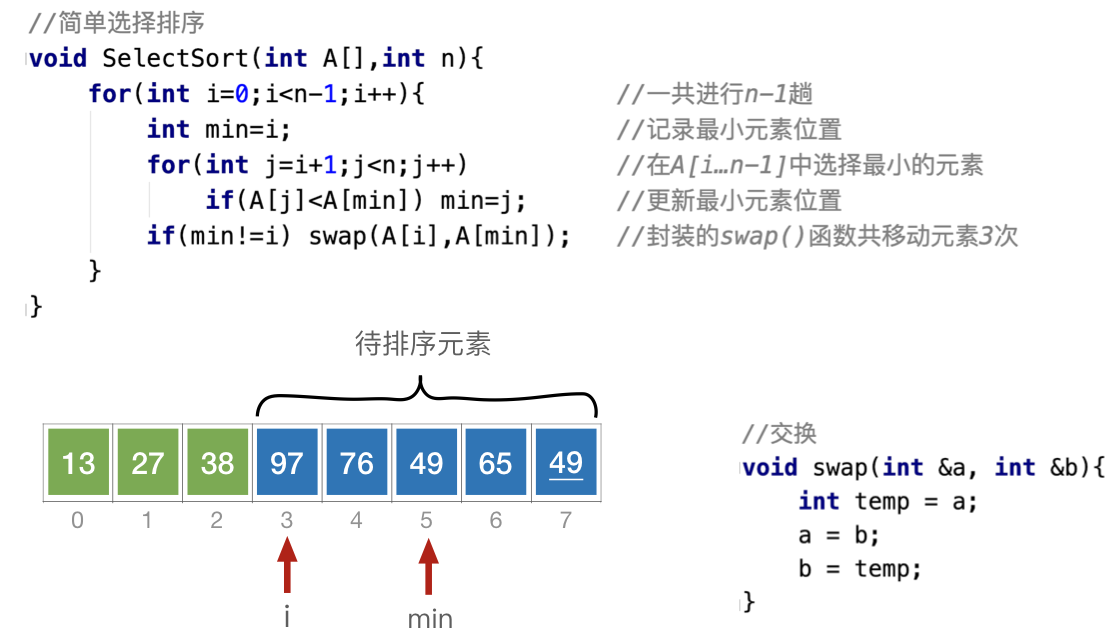 //简单选择排序
void SelectSort(int A[],int n){
for(int i=0;i<n-1;i++){ //一共进行n-1趟
int min=i; //记录最小元素位置
for(int j=i+1;j<n;j++) //在A[i…n-1]中选择最小的元素
if(A[j]<A[min]) min=j; //更新最小元素位置
if(min!=i) swap(A[i],A[min]); //封装的swap()函数共移动元素3次
}
}
待排序元素
13 27 38 97 76 49 65 49
0 1 2 3 4 5 6 7
i min
//交换
void swap(int &a, int &b){
int temp = a;
a = b;
b = temp;
}